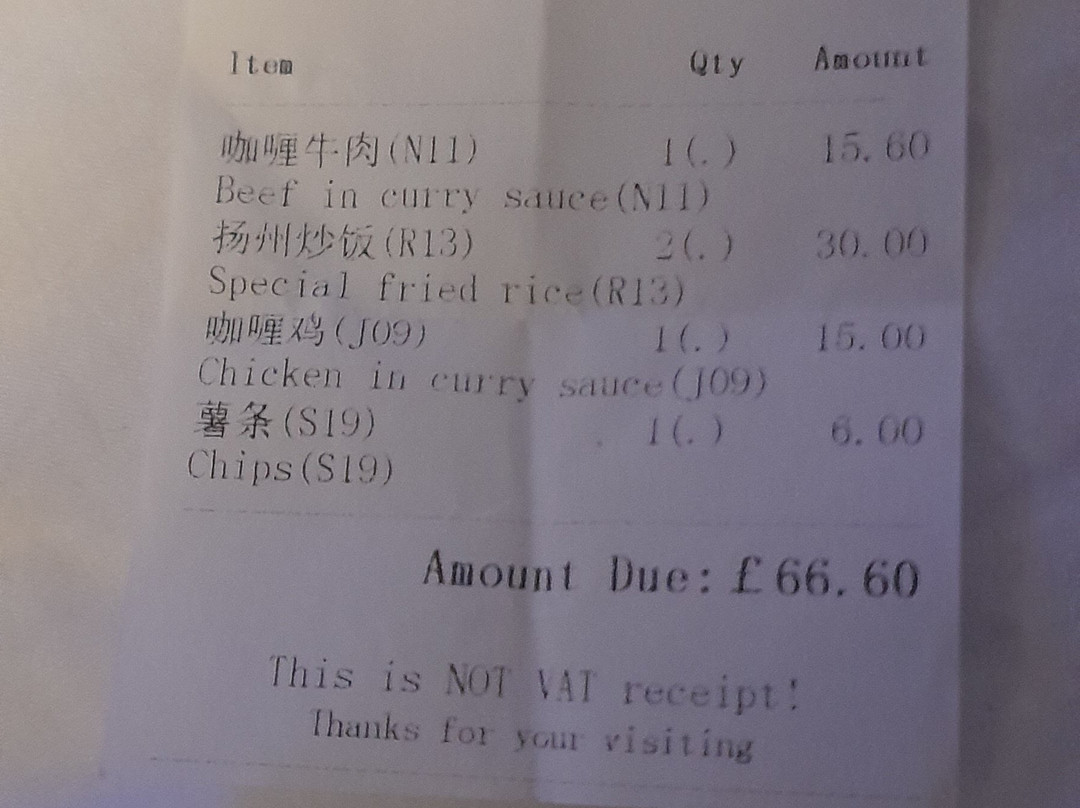 Item Qty Amount
咖喱牛肉(N11) 1(.) 15.60
Beef in curry sauce(N11)
扬州炒饭(R13) 2(.) 30.00
Special fried rice(R13)
咖喱鸡(J09) 1(.) 15.00
Chicken in curry sauce(J09)
薯条(S19) 1(.) 6.00
Chips(S19)
Amount Due: £66.60
This is NOT VAT receipt!
Thanks for your visiting